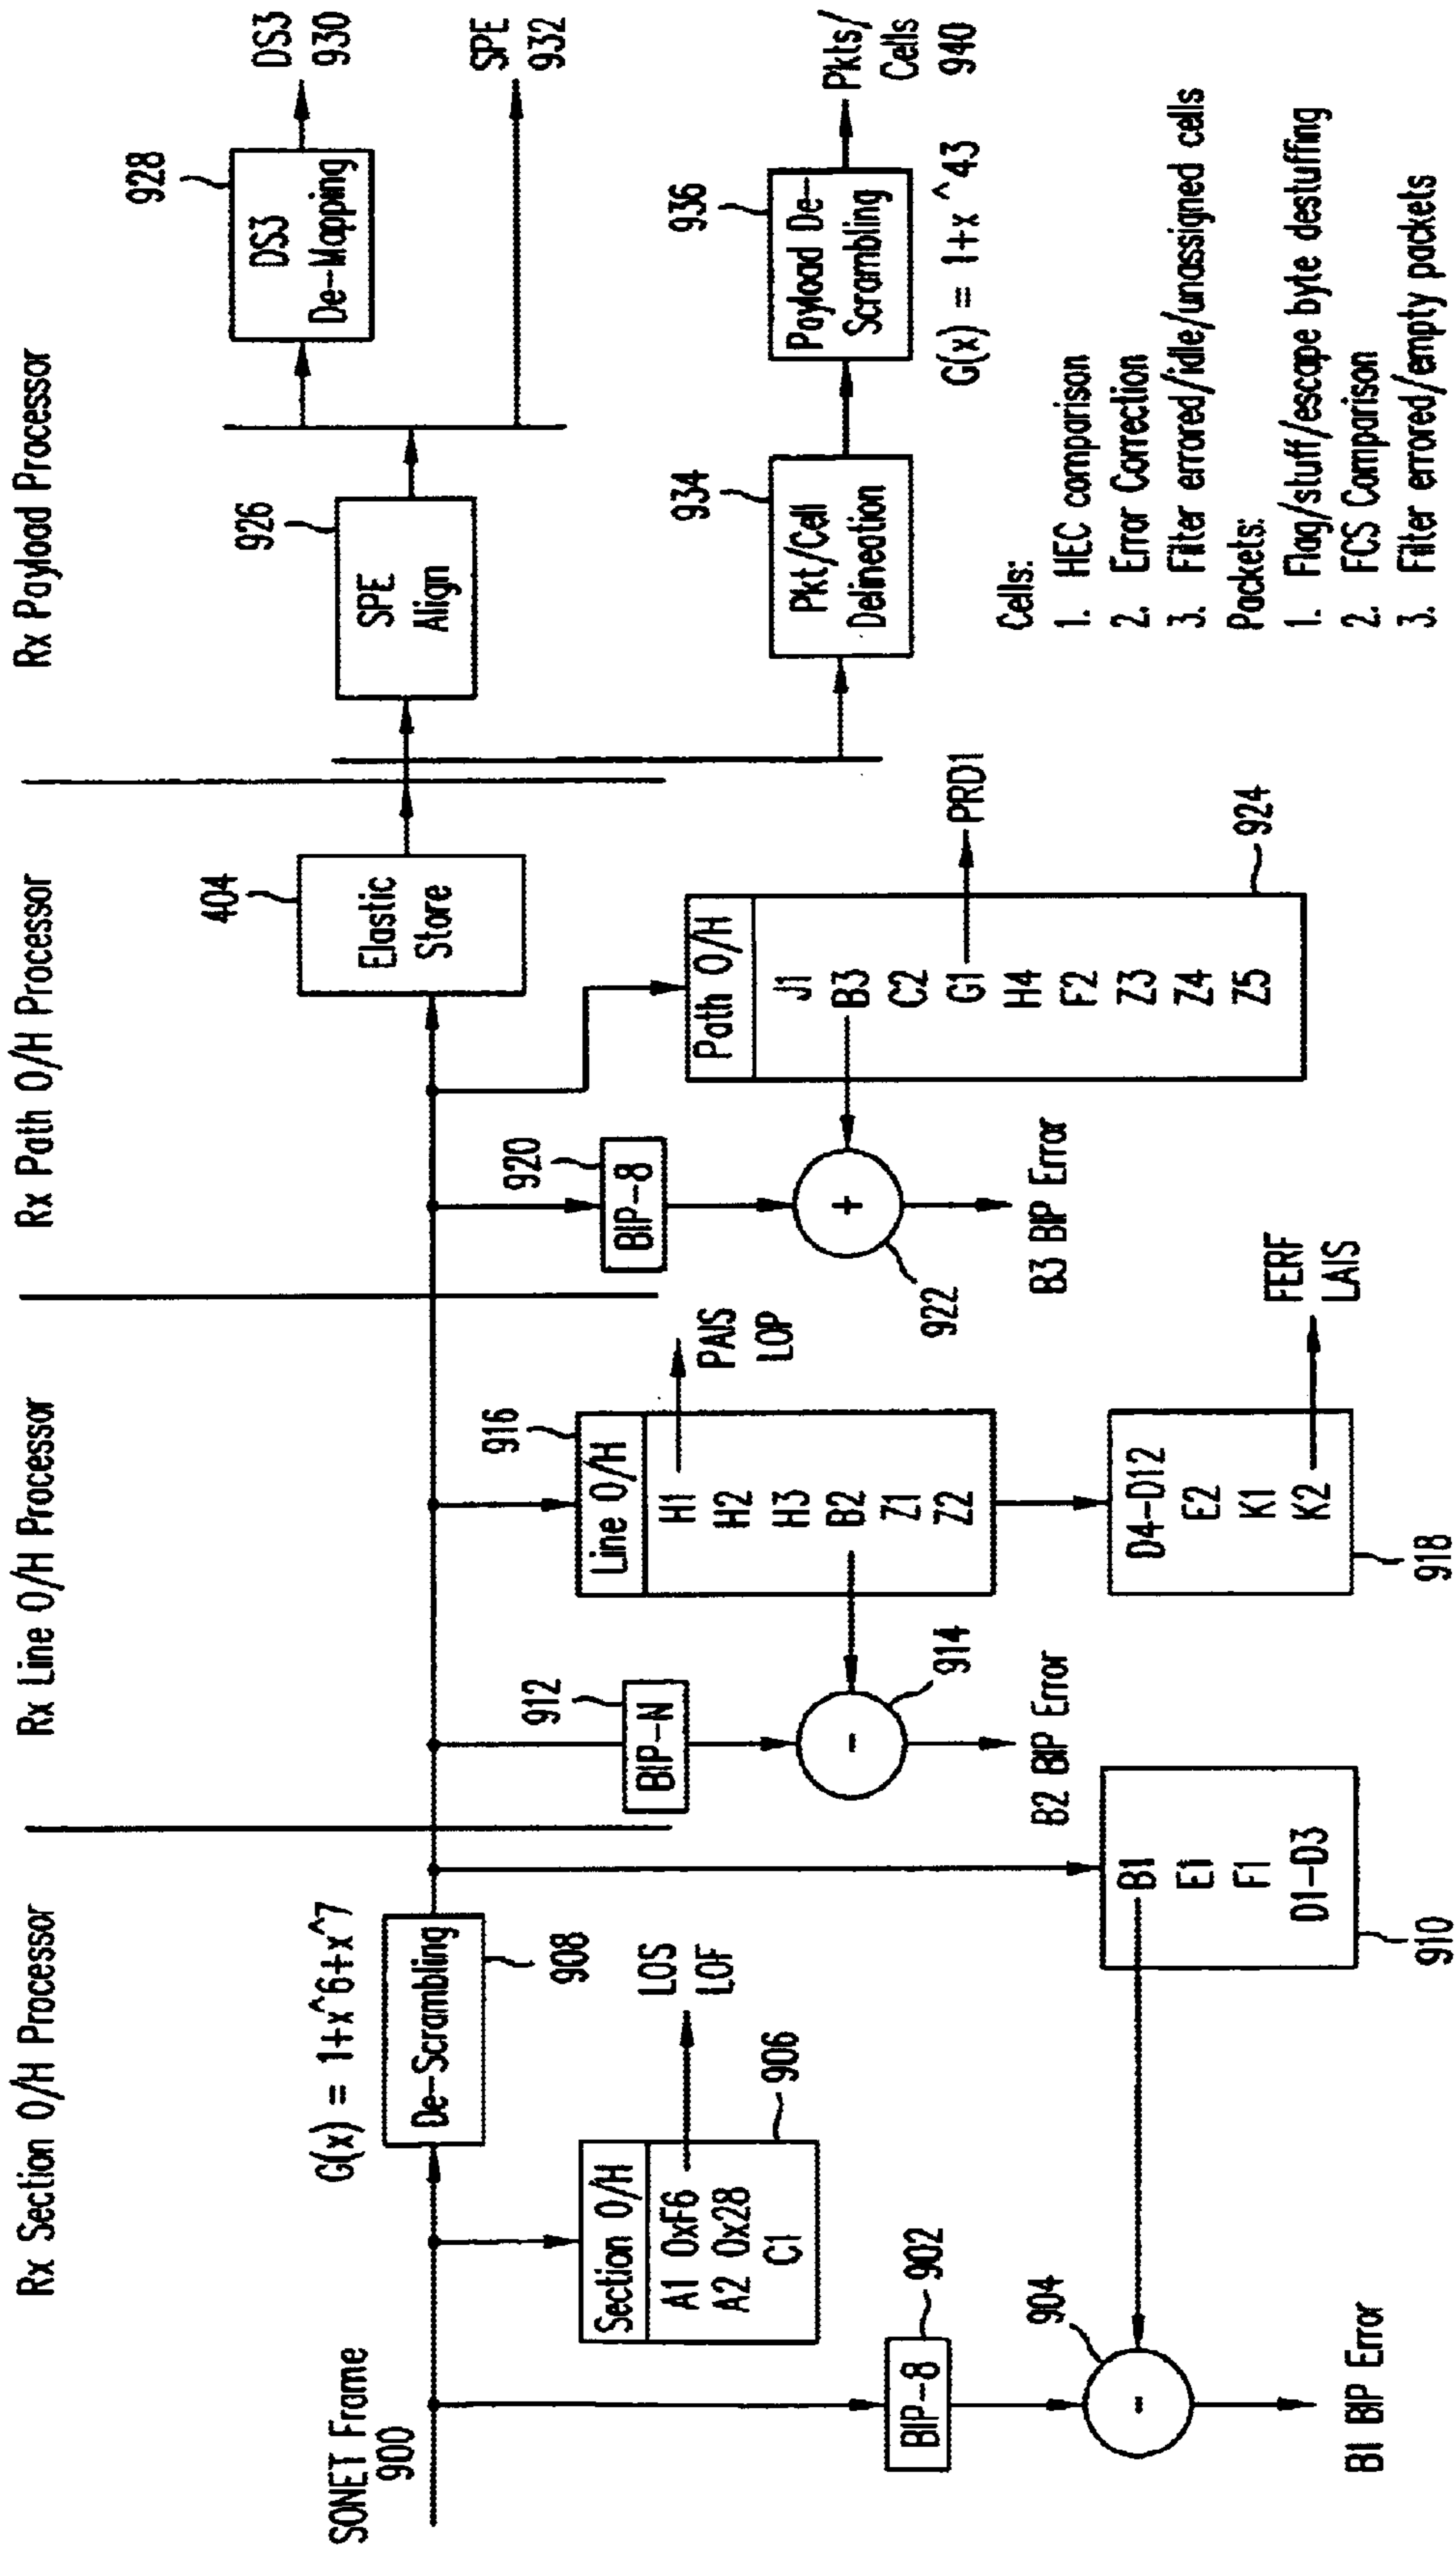 Rx Section O/H Processor
Rx Line O/H Processor
Rx Path O/H Processor
Rx Payload Processor
SONET Frame
900
G(x) = 1+x^6+x^7
De-Scrambling
908
Section O/H
A1 0xF6
A2 0x28
C1
906
LOS
LOF
BIP-8
902
904
-
B1 BIP Error
B1
E1
F1
D1-D3
910
BIP-N
912
-
914
B2 BIP Error
Line O/H
H1
H2
H3
B2
Z1
Z2
916
PAIS
LOP
D4-D12
E2
K1
K2
918
FERF
LAIS
BIP-8
920
+
922
B3 BIP Error
Path O/H
J1
B3
C2
G1
H4
F2
Z3
Z4
Z5
924
PRD1
Elastic
Store
404
SPE
Align
926
DS3
De-Mapping
928
DS3
930
SPE
932
Pkt/Cell
Delineation
934
Payload De-
Scrambling
936
G(x) = 1+x^43
Pkts/
Cells
940
Cells:
1. HEC comparison
2. Error Correction
3. Filter errored/idle/unassigned cells
Packets:
1. Flag/stuff/escape byte destuffing
2. FCS Comparison
3. Filter errored/empty packets